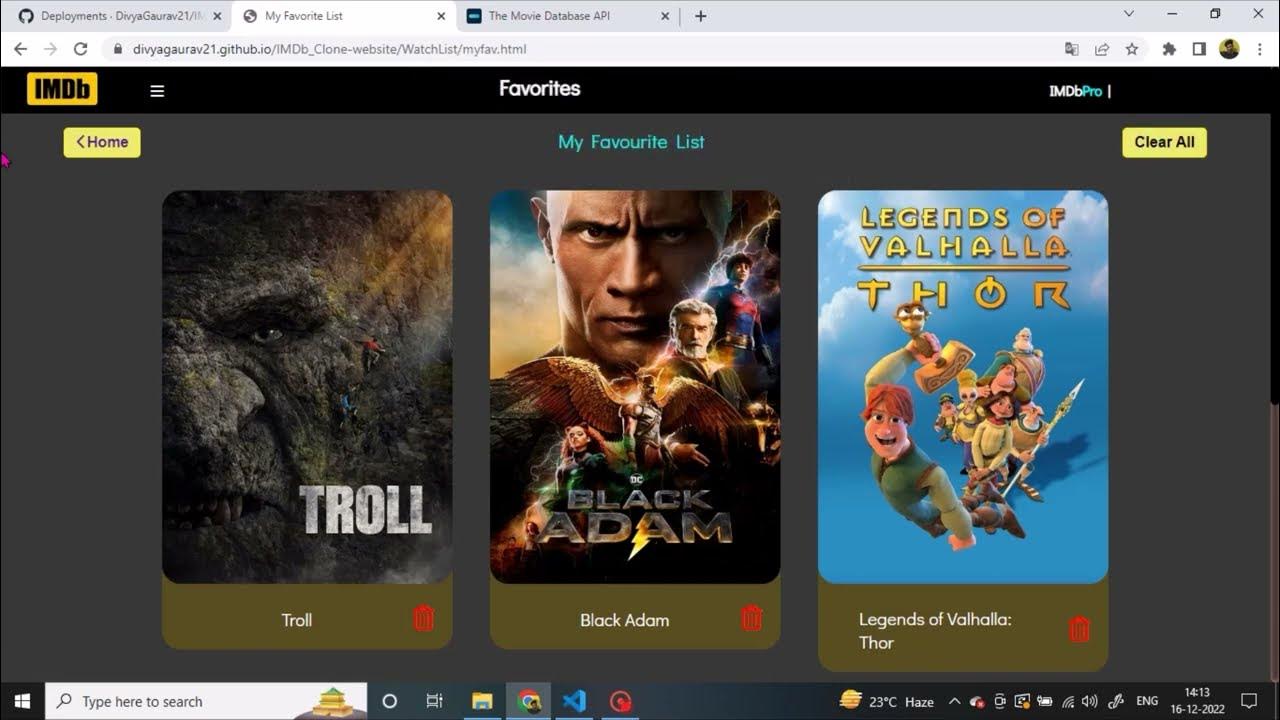 Deployments · DivyaGaurav21/IM
My Favorite List
The Movie Database API
divyagaurav21.github.io/IMDb_Clone-website/WatchList/myfav.html
IMDb
Favorites
IMDbPro |
Home
My Favourite List
Clear All
TROLL
DC
BLACK
ADAM
LEGENDS OF
VALHALLA
THOR
Troll
Black Adam
Legends of Valhalla:
Thor
Type here to search
23°C Haze
ENG
14:13
16-12-2022